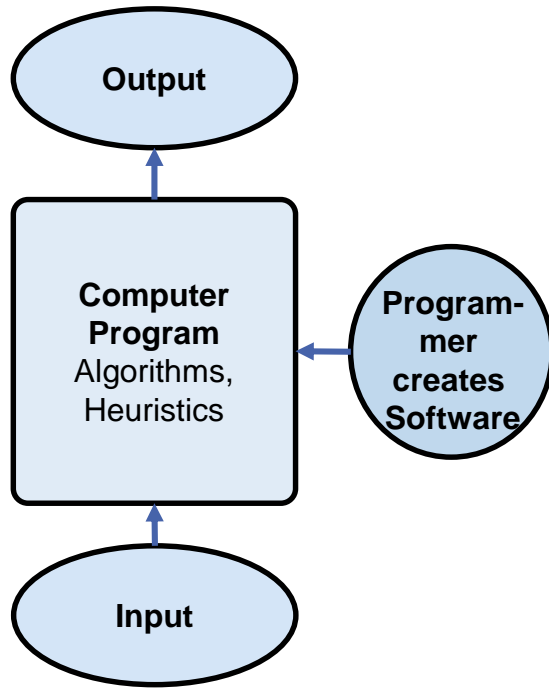 Output
Computer
Program
Algorithms,
Heuristics
Program-
mer
creates
Software
Input